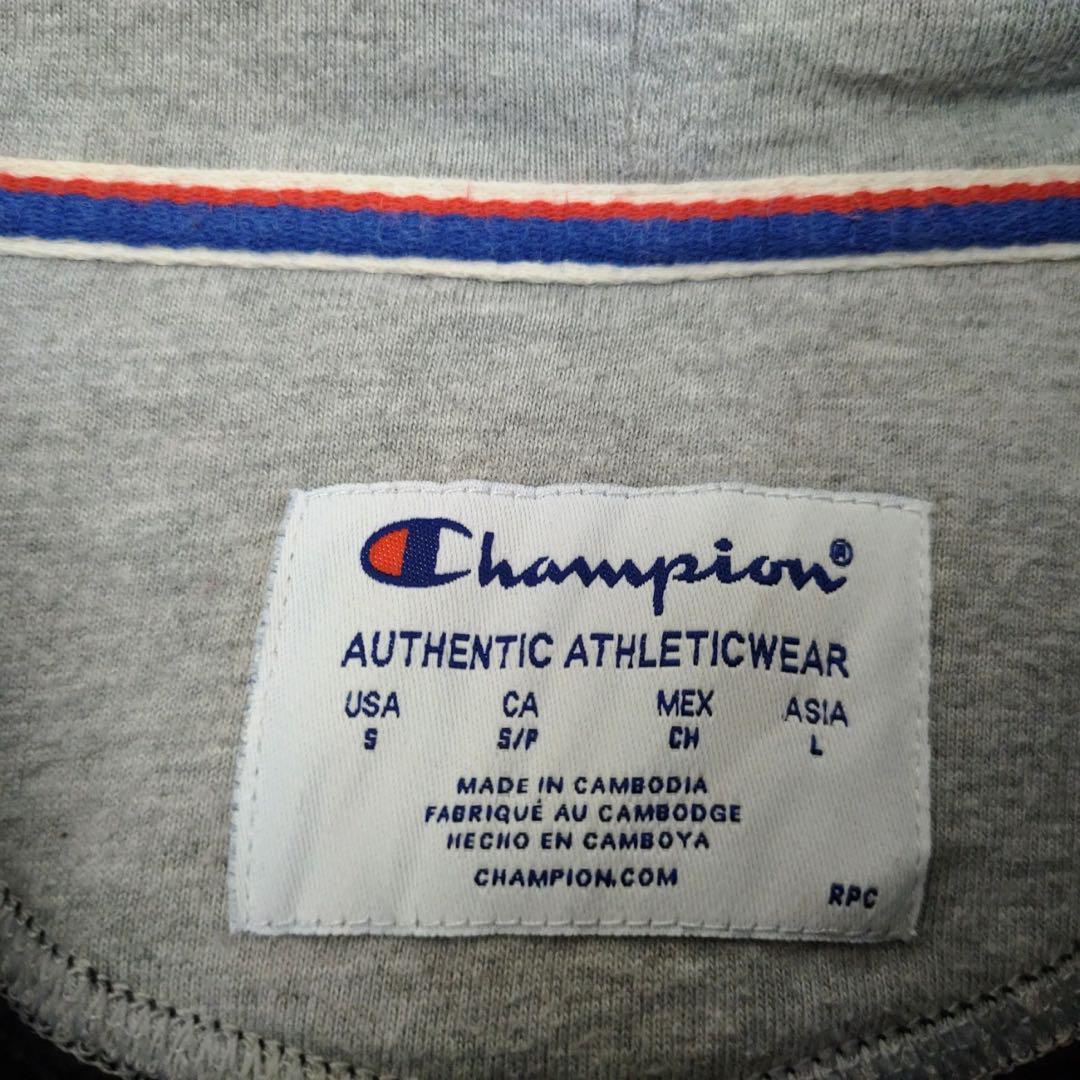 Champion®
AUTHENTIC ATHLETICWEAR
USA CA MEX ASIA
S S/P CH L
MADE IN CAMBODIA
FABRIQUÉ AU CAMBODGE
HECHO EN CAMBOYA
CHAMPION.COM
RPC